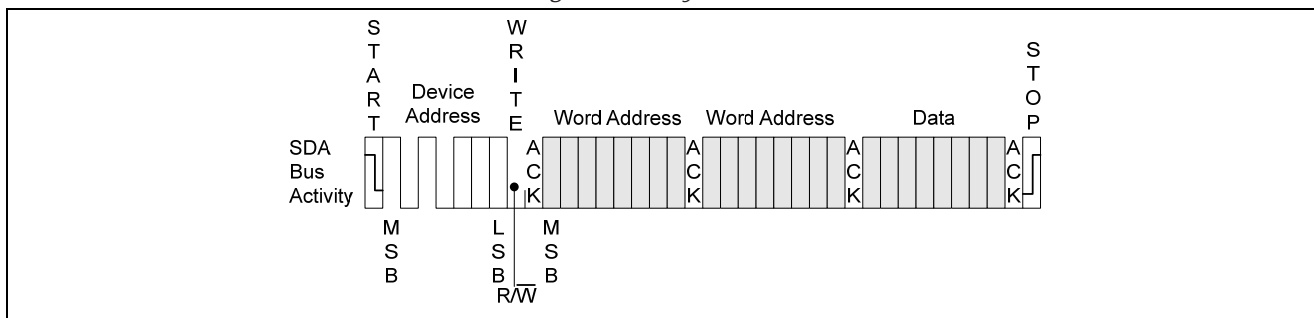 START
WRITE
STOP
Device
Address
Word Address
Word Address
Data
SDA
Bus
Activity
ACK
ACK
ACK
ACK
MSB
LSB
MSB
R/W̅